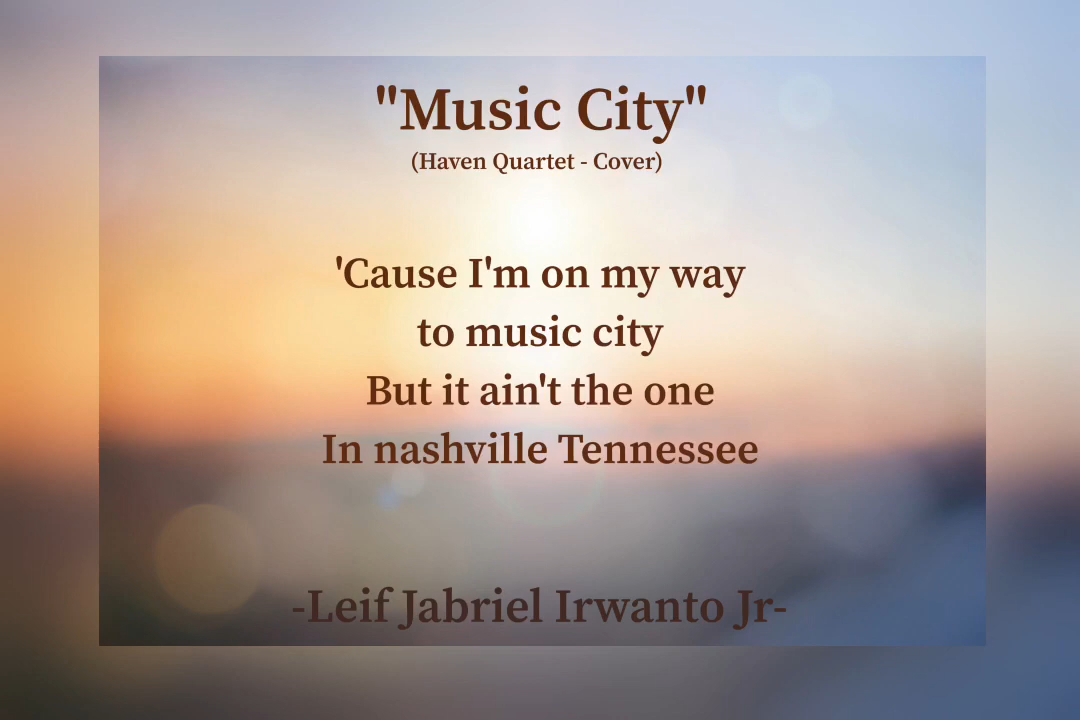 "Music City"
(Haven Quartet - Cover)
'Cause I'm on my way
to music city
But it ain't the one
In nashville Tennessee
-Leif Jabriel Irwanto Jr-